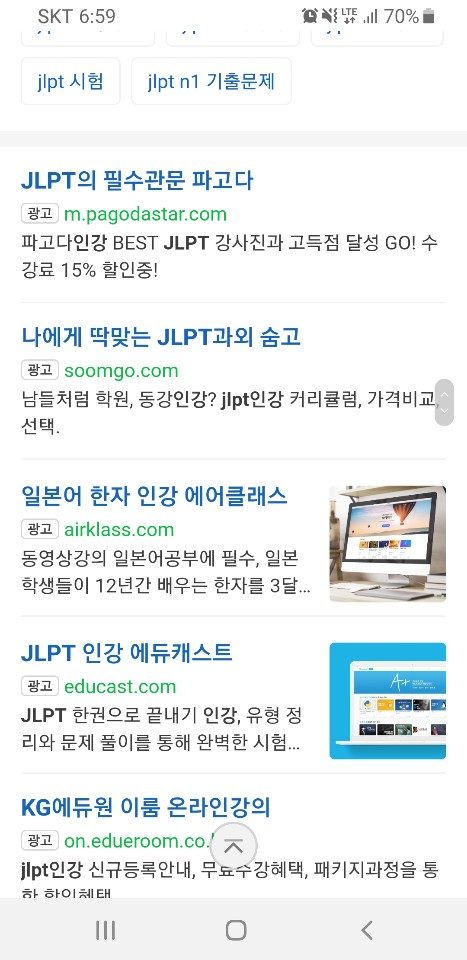 SKT 6:59 LTE 70%
jlpt 시험 jlpt n1 기출문제
JLPT의 필수관문 파고다
광고 m.pagodastar.com
파고다인강 BEST JLPT 강사진과 고득점 달성 GO! 수
강료 15% 할인중!
나에게 딱맞는 JLPT과외 숨고
광고 soomgo.com
남들처럼 학원, 동강인강? jlpt인강 커리큘럼, 가격비교,
선택.
일본어 한자 인강 에어클래스
광고 airklass.com
동영상강의 일본어공부에 필수, 일본
학생들이 12년간 배우는 한자를 3달...
JLPT 인강 에듀캐스트
광고 educast.com
JLPT 한권으로 끝내기 인강, 유형 정
리와 문제 풀이를 통해 완벽한 시험...
KG에듀원 이룸 온라인강의
광고 on.edueroom.co.
jlpt인강 신규등록안내, 무료수강혜택, 패키지과정을 통
한 할인혜택